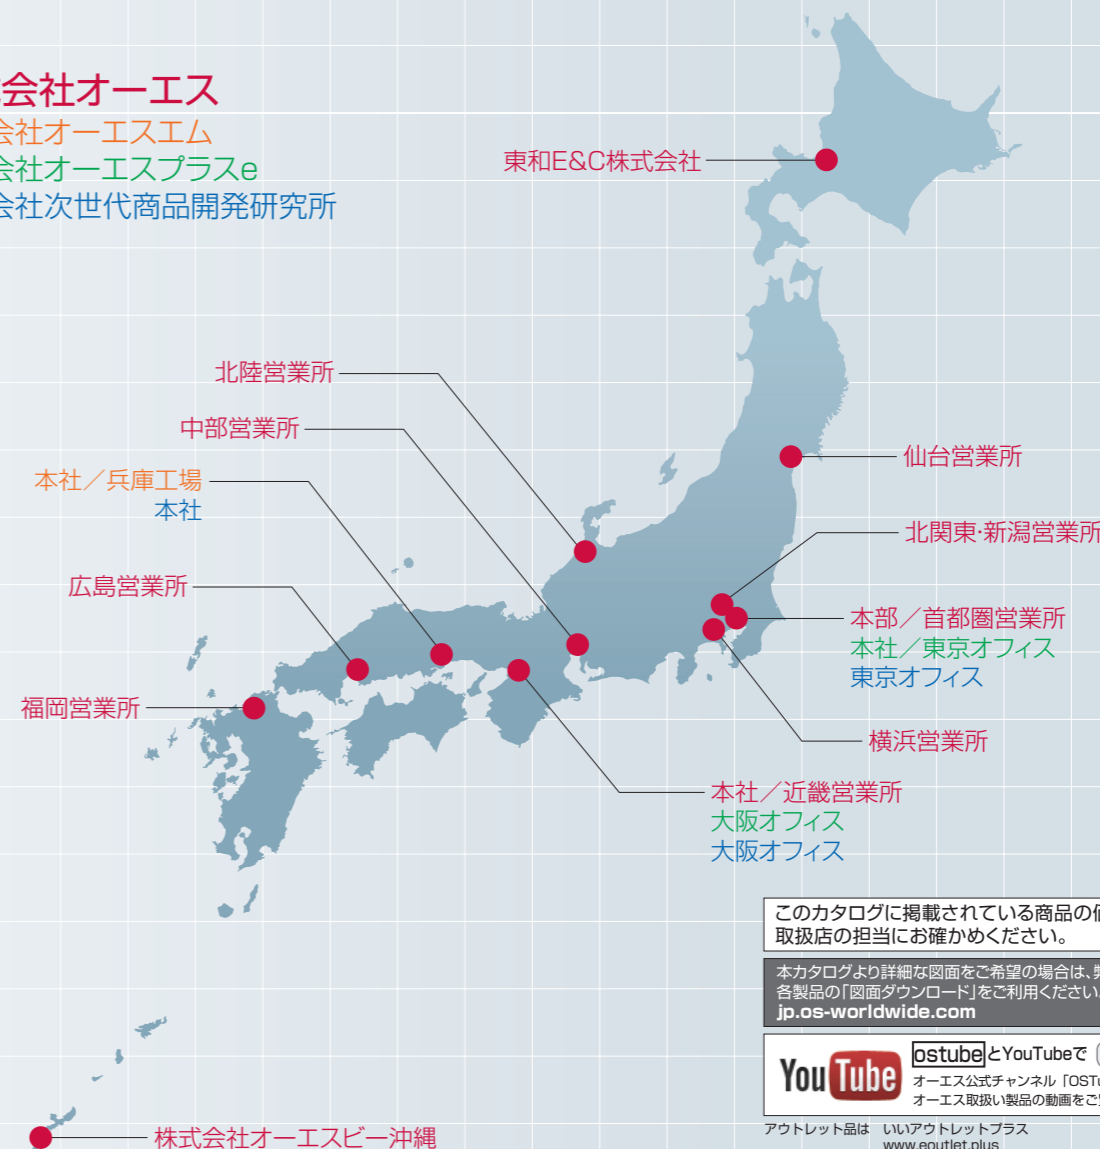 会社オーエス
会社オーエスエム
会社オーエスプラスe
会社次世代商品開発研究所
東和E&C株式会社
北陸営業所
中部営業所
本社／兵庫工場
本社
広島営業所
福岡営業所
仙台営業所
北関東・新潟営業所
本部／首都圏営業所
本社／東京オフィス
東京オフィス
横浜営業所
本社／近畿営業所
大阪オフィス
大阪オフィス
このカタログに掲載されている商品の価
取扱店の担当にお確かめください。
本カタログより詳細な図面をご希望の場合は、弊
各製品の「図面ダウンロード」をご利用ください。
jp.os-worldwide.com
YouTube
ostubeとYouTubeで
オーエス公式チャンネル「OSTu
オーエス取扱い製品の動画をご覧
アウトレット品は いいアウトレットプラス
www.eoutlet.plus
株式会社オーエスビー沖縄